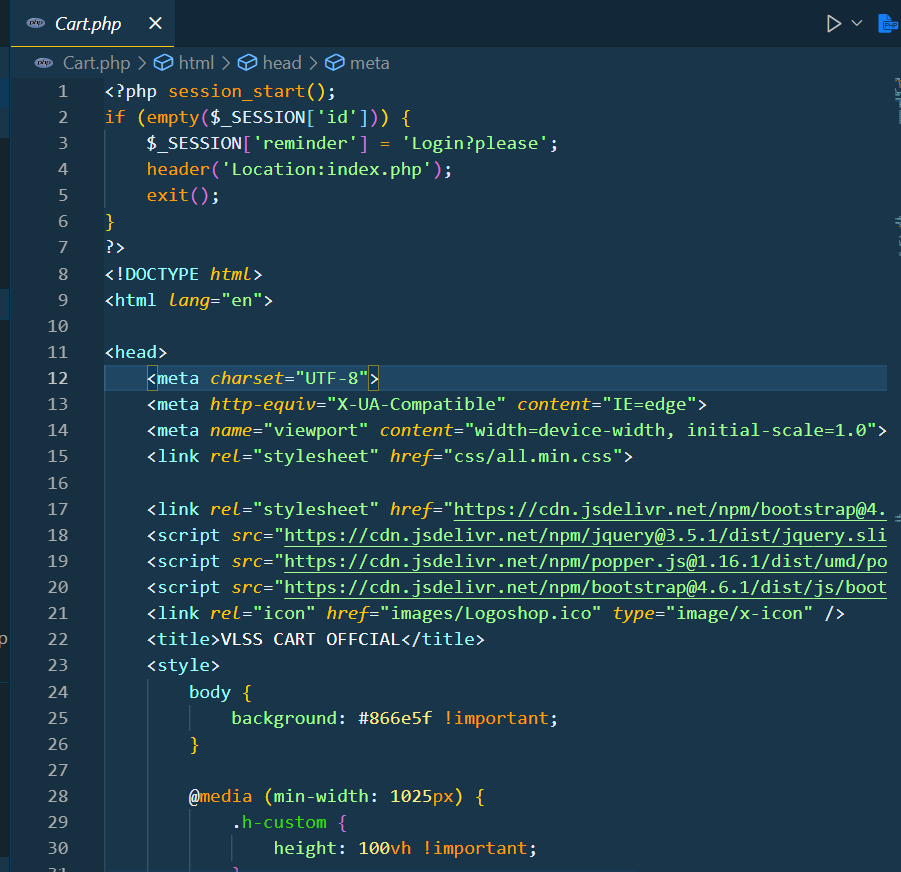 php Cart.php
php Cart.php > html > head > meta
1 <?php session_start();
2 if (empty($_SESSION['id'])) {
3     $_SESSION['reminder'] = 'Login?please';
4     header('Location:index.php');
5     exit();
6 }
7 ?>
8 <!DOCTYPE html>
9 <html lang="en">
10
11 <head>
12     <meta charset="UTF-8">
13     <meta http-equiv="X-UA-Compatible" content="IE=edge">
14     <meta name="viewport" content="width=device-width, initial-scale=1.0">
15     <link rel="stylesheet" href="css/all.min.css">
16
17     <link rel="stylesheet" href="https://cdn.jsdelivr.net/npm/bootstrap@4.
18     <script src="https://cdn.jsdelivr.net/npm/jquery@3.5.1/dist/jquery.sli
19     <script src="https://cdn.jsdelivr.net/npm/popper.js@1.16.1/dist/umd/po
20     <script src="https://cdn.jsdelivr.net/npm/bootstrap@4.6.1/dist/js/boot
21     <link rel="icon" href="images/Logoshop.ico" type="image/x-icon" />
22     <title>VLSS CART OFFCIAL</title>
23     <style>
24         body {
25             background: #866e5f !important;
26         }
27
28         @media (min-width: 1025px) {
29             .h-custom {
30                 height: 100vh !important;